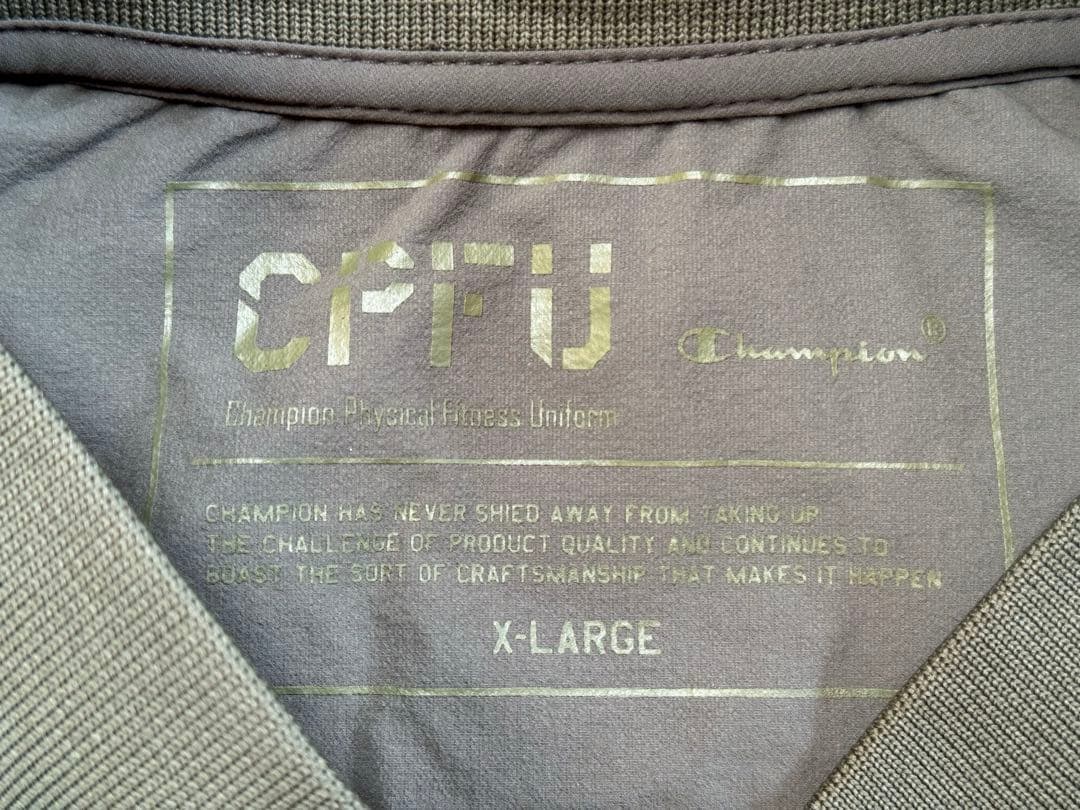 CPFU
Champion®
Champion Physical Fitness Uniform
CHAMPION HAS NEVER SHIED AWAY FROM TAKING UP
THE CHALLENGE OF PRODUCT QUALITY AND CONTINUES TO
BOAST THE SORT OF CRAFTSMANSHIP THAT MAKES IT HAPPEN
X-LARGE